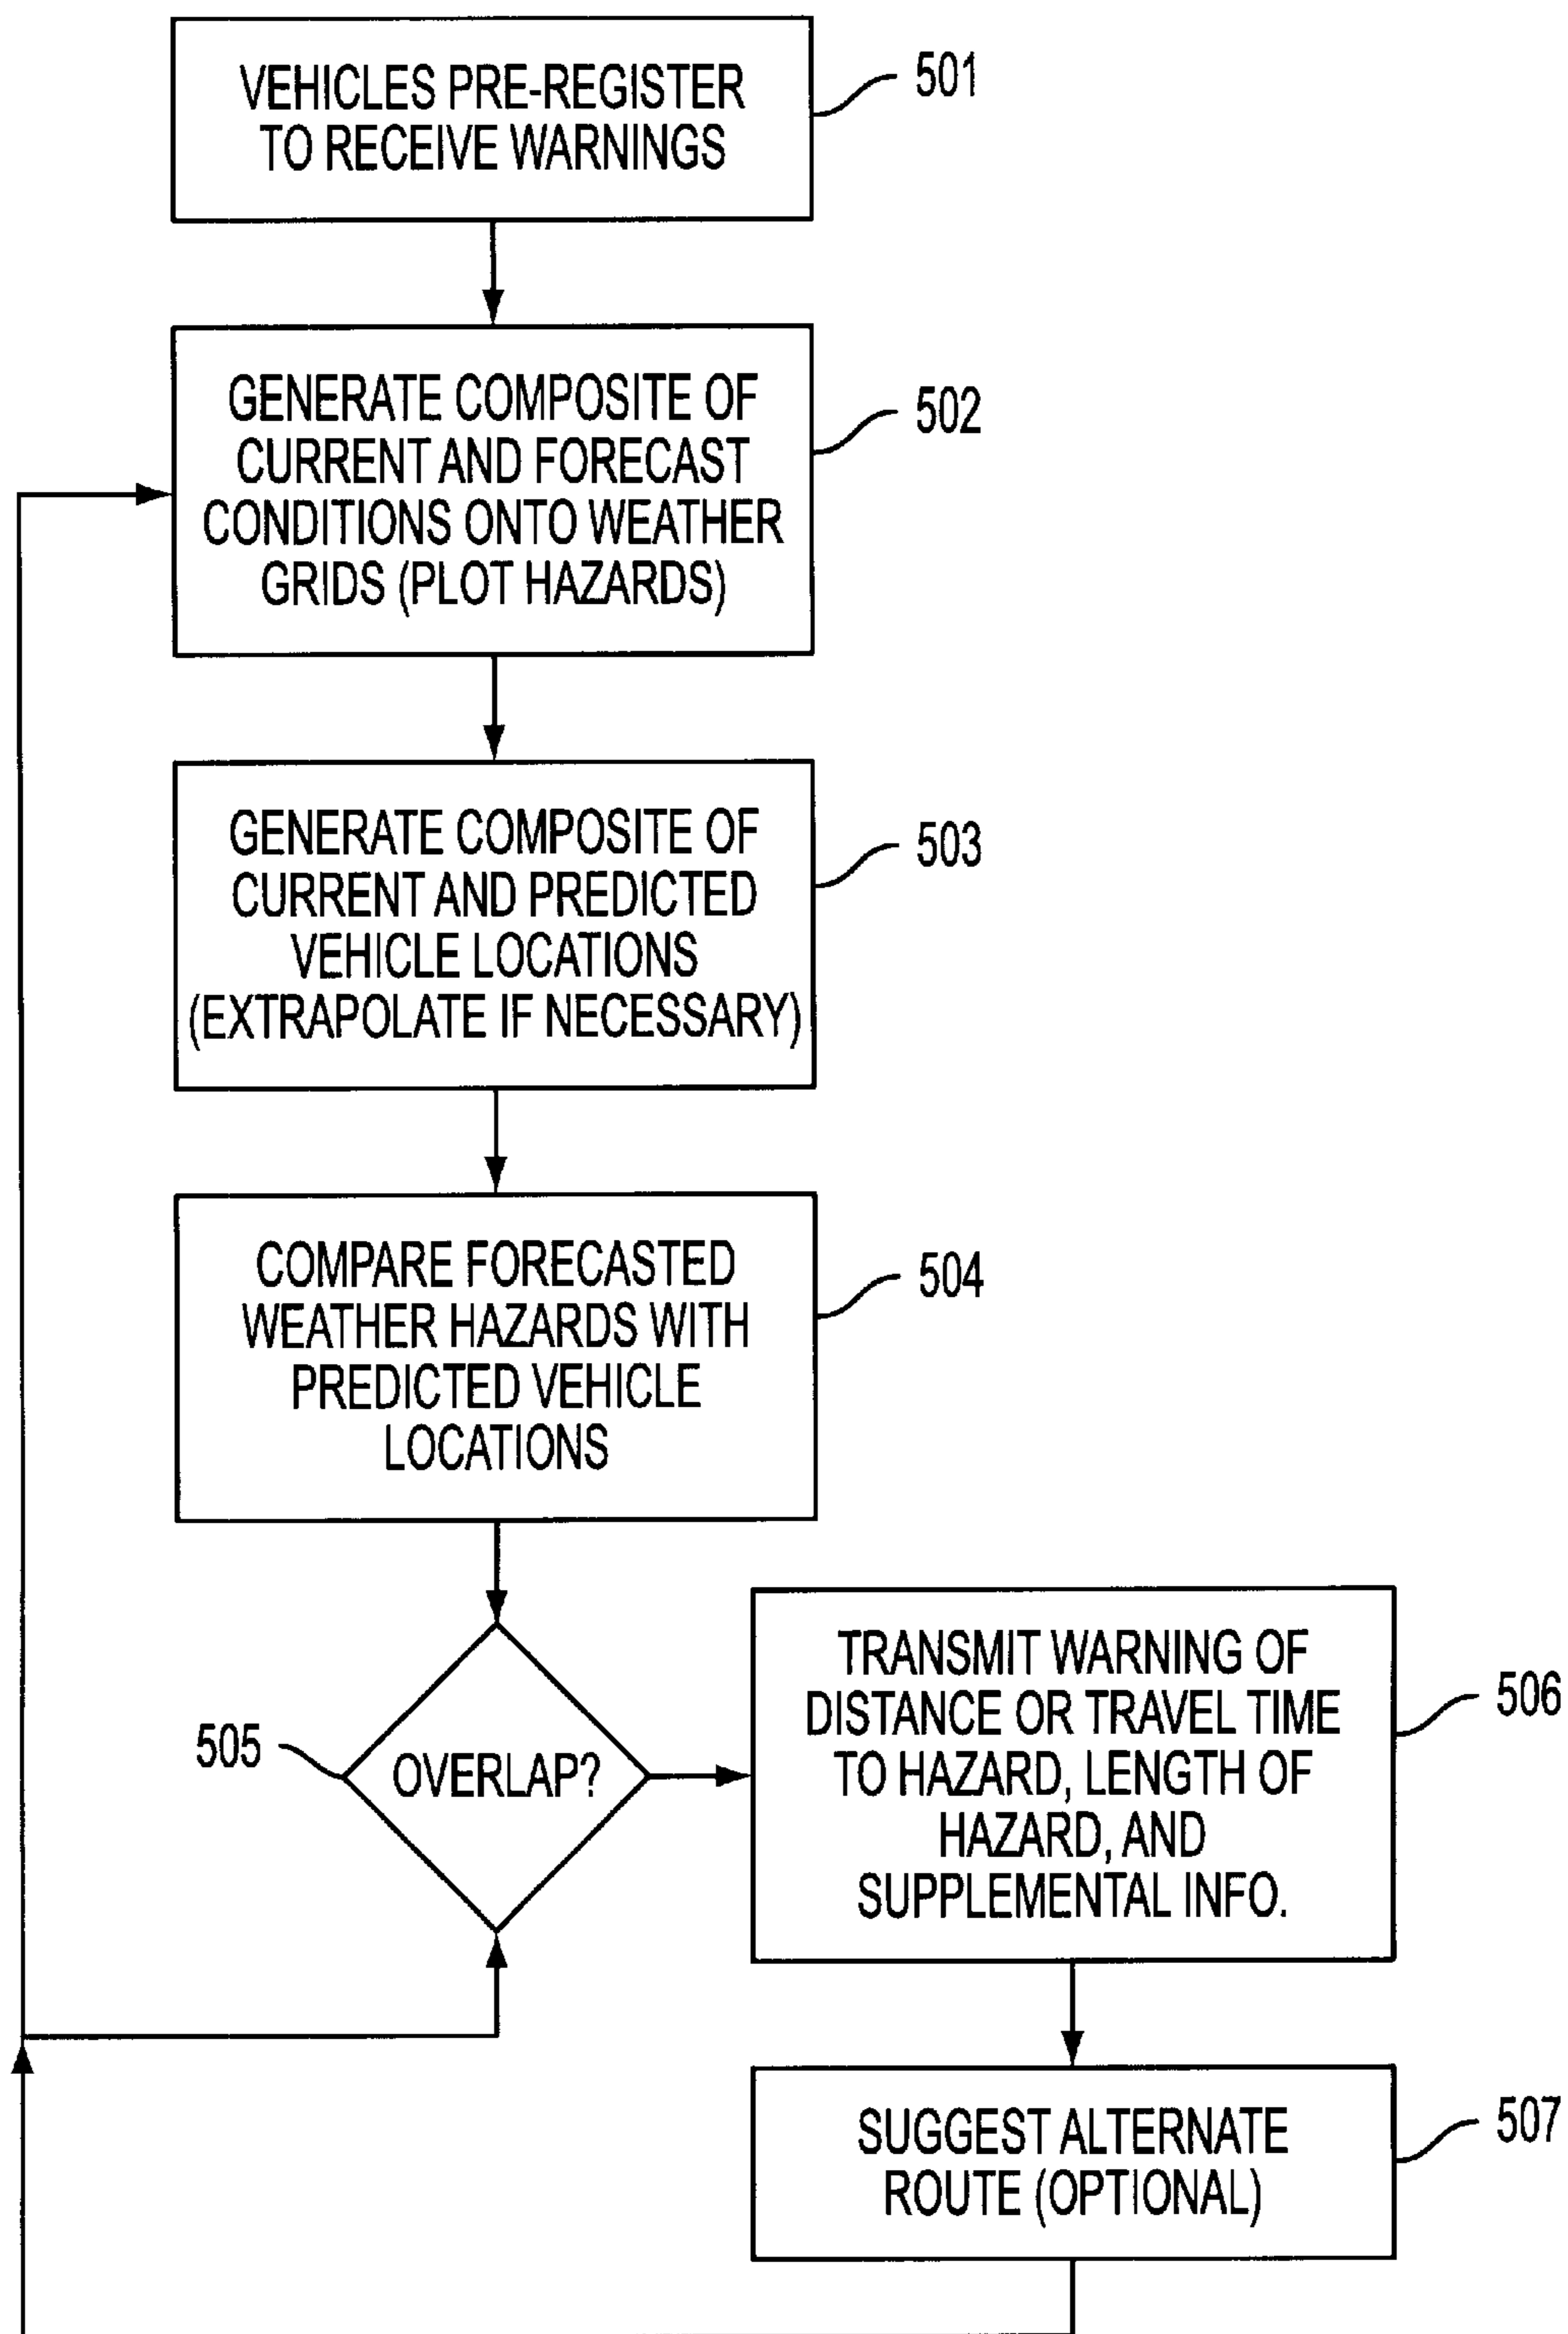 VEHICLES PRE-REGISTER
TO RECEIVE WARNINGS
501
GENERATE COMPOSITE OF
CURRENT AND FORECAST
CONDITIONS ONTO WEATHER
GRIDS (PLOT HAZARDS)
502
GENERATE COMPOSITE OF
CURRENT AND PREDICTED
VEHICLE LOCATIONS
(EXTRAPOLATE IF NECESSARY)
503
COMPARE FORECASTED
WEATHER HAZARDS WITH
PREDICTED VEHICLE
LOCATIONS
504
505
OVERLAP?
TRANSMIT WARNING OF
DISTANCE OR TRAVEL TIME
TO HAZARD, LENGTH OF
HAZARD, AND
SUPPLEMENTAL INFO.
506
SUGGEST ALTERNATE
ROUTE (OPTIONAL)
507